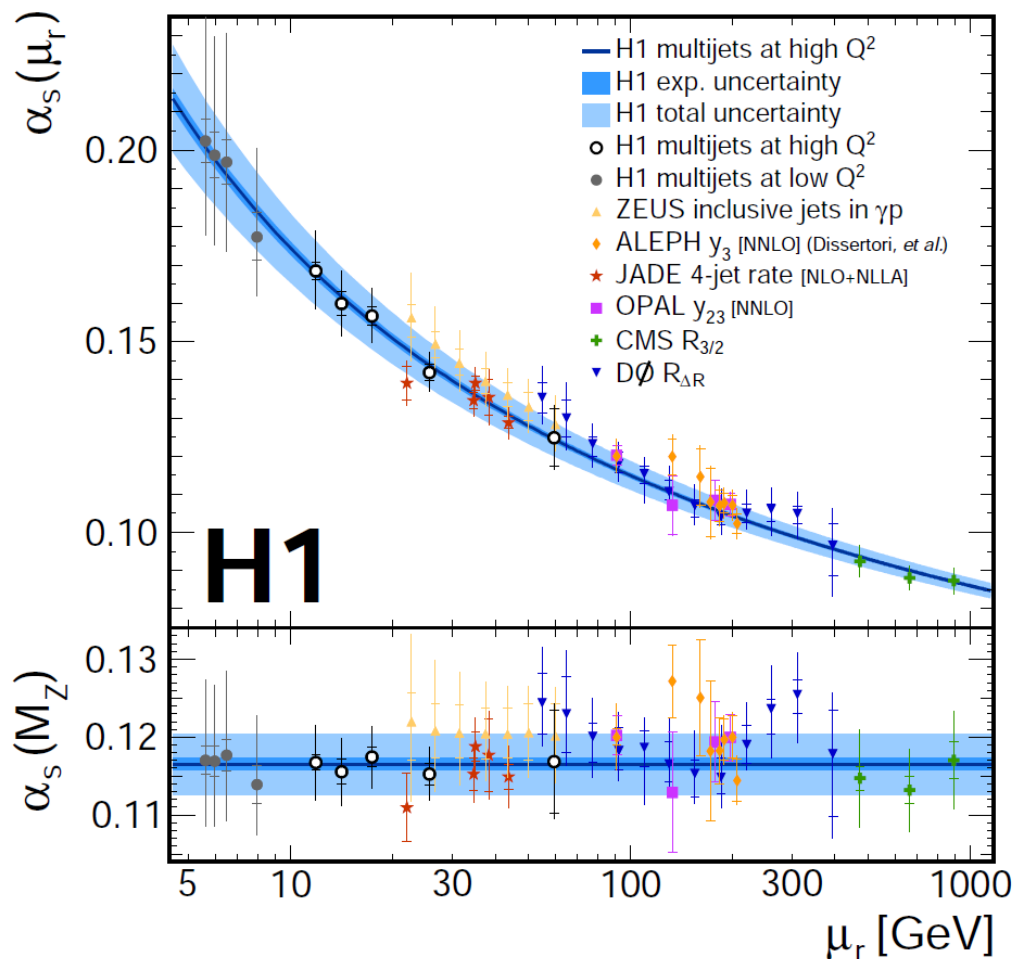 αs (μr)
H1 multijets at high Q²
H1 exp. uncertainty
H1 total uncertainty
H1 multijets at high Q²
H1 multijets at low Q²
ZEUS inclusive jets in γp
ALEPH y3 [NNLO] (Dissertori, et al.)
JADE 4-jet rate [NLO+NLLA]
OPAL y23 [NNLO]
CMS R3/2
DØ RΔR
0.20
0.15
0.10
H1
αs (MZ)
0.13
0.12
0.11
5 10 30 100 300 1000
μr [GeV]